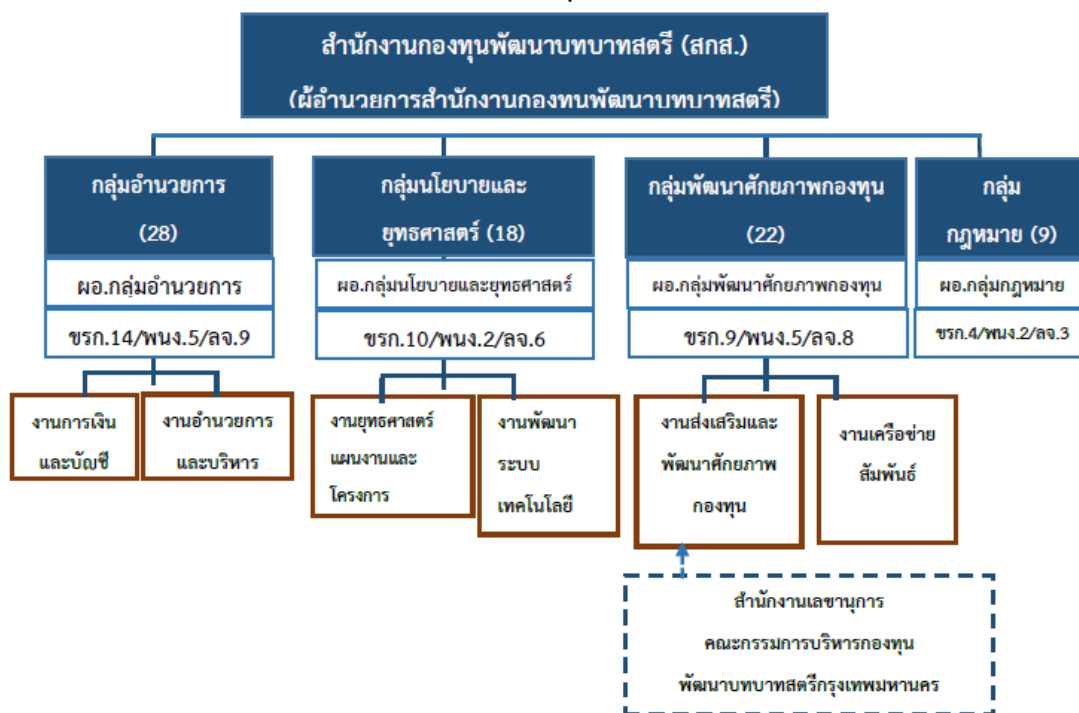 สำนักงานกองทุนพัฒนาบทบาทสตรี (สกส.)
(ผู้อำนวยการสำนักงานกองทุนพัฒนาบทบาทสตรี)
กลุ่มอำนวยการ
(28)
ผอ.กลุ่มอำนวยการ
ขรก.14/พนง.5/ลจ.9
งานการเงิน
และบัญชี
งานอำนวยการ
และบริหาร
กลุ่มนโยบายและ
ยุทธศาสตร์ (18)
ผอ.กลุ่มนโยบายและยุทธศาสตร์
ขรก.10/พนง.2/ลจ.6
งานยุทธศาสตร์
แผนงานและ
โครงการ
งานพัฒนา
ระบบ
เทคโนโลยี
กลุ่มพัฒนาศักยภาพกองทุน
(22)
ผอ.กลุ่มพัฒนาศักยภาพกองทุน
ขรก.9/พนง.5/ลจ.8
งานส่งเสริมและ
พัฒนาศักยภาพ
กองทุน
งานเครือข่าย
สัมพันธ์
สำนักงานเลขานุการ
คณะกรรมการบริหารกองทุน
พัฒนาบทบาทสตรีกรุงเทพมหานคร
กลุ่ม
กฎหมาย (9)
ผอ.กลุ่มกฎหมาย
ขรก.4/พนง.2/ลจ.3